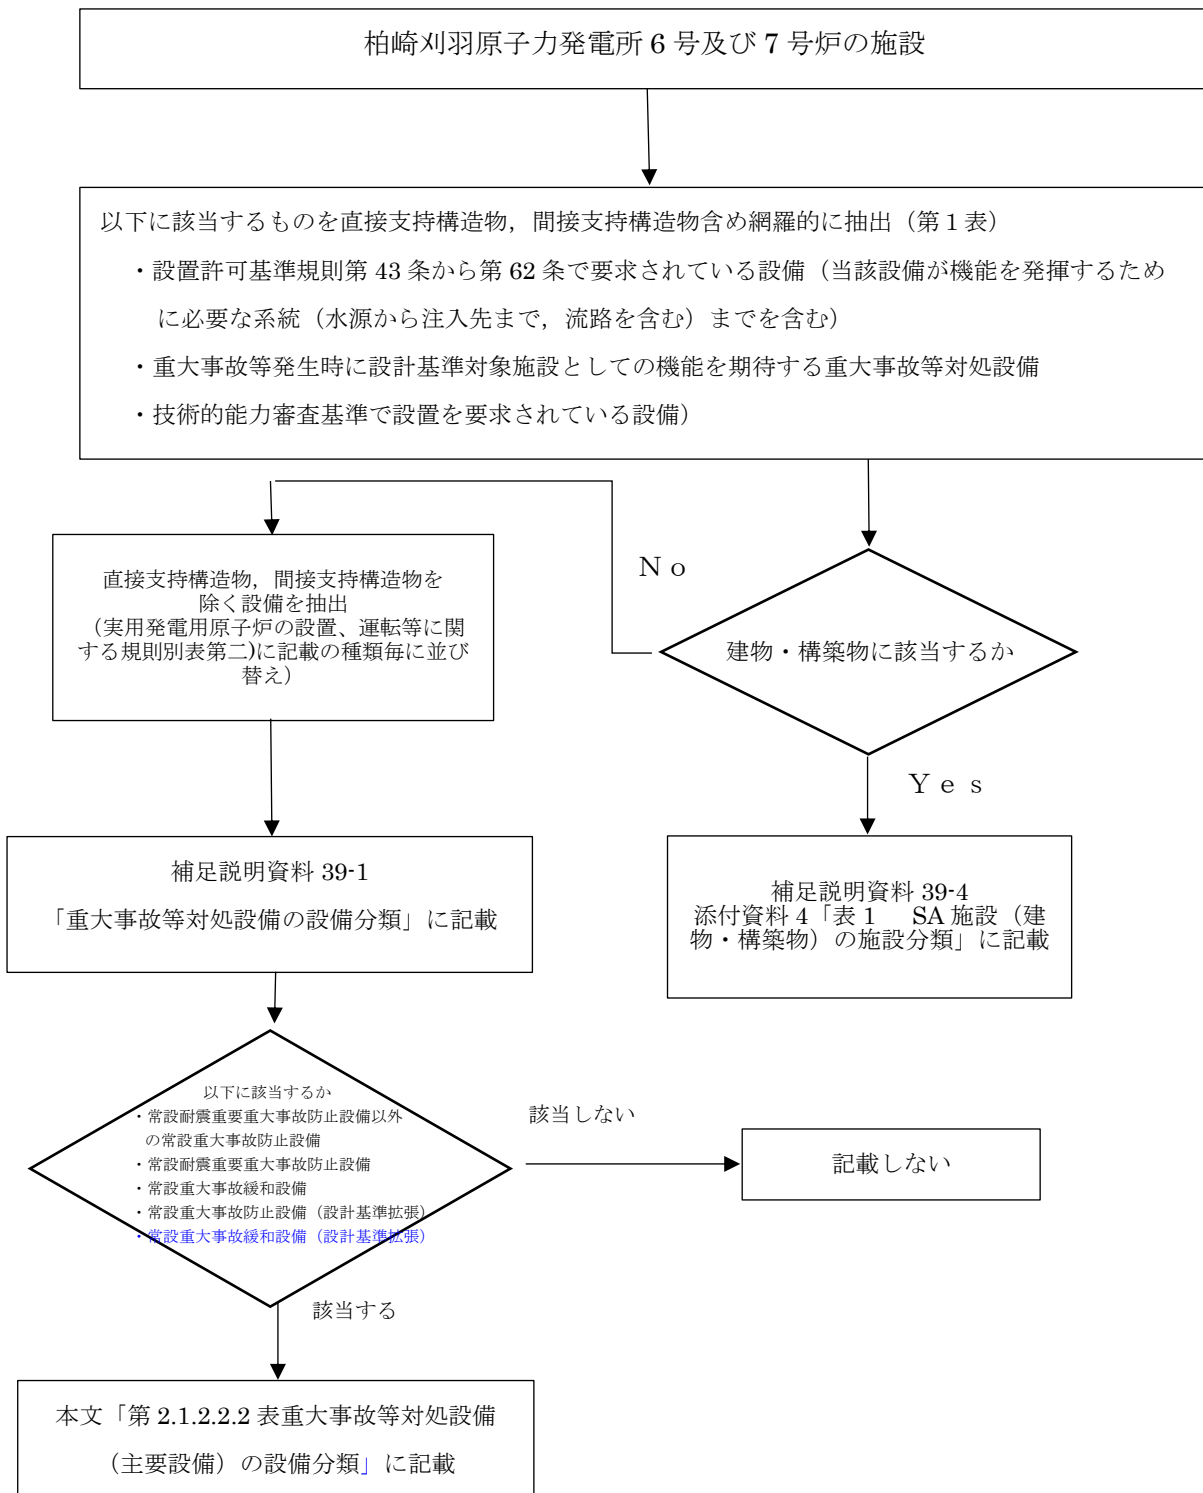 柏崎刈羽原子力発電所 6 号及び 7 号炉の施設
以下に該当するものを直接支持構造物，間接支持構造物含め網羅的に抽出（第 1 表）
・設置許可基準規則第 43 条から第 62 条で要求されている設備（当該設備が機能を発揮するため
に必要な系統（水源から注入先まで，流路を含む）までを含む）
・重大事故等発生時に設計基準対象施設としての機能を期待する重大事故等対処設備
・技術的能力審査基準で設置を要求されている設備）
直接支持構造物，間接支持構造物を
除く設備を抽出
（実用発電用原子炉の設置、運転等に関
する規則別表第二)に記載の種類毎に並び
替え）
Ｎｏ
建物・構築物に該当するか
Ｙｅｓ
補足説明資料 39-1
「重大事故等対処設備の設備分類」に記載
補足説明資料 39-4
添付資料 4「表 1　SA 施設（建
物・構築物）の施設分類」に記載
以下に該当するか
・常設耐震重要重大事故防止設備以外
の常設重大事故防止設備
・常設耐震重要重大事故防止設備
・常設重大事故緩和設備
・常設重大事故防止設備（設計基準拡張）
・常設重大事故緩和設備（設計基準拡張）
該当しない
記載しない
該当する
本文「第 2.1.2.2.2 表重大事故等対処設備
（主要設備）の設備分類」に記載